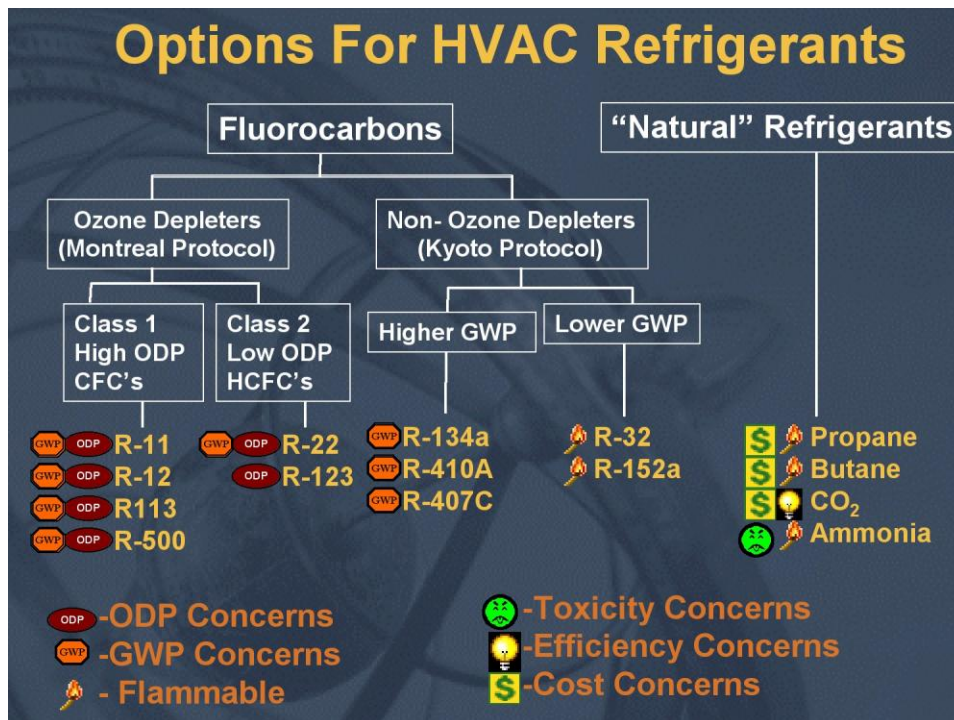 Options For HVAC Refrigerants
Fluorocarbons
“Natural” Refrigerants
Ozone Depleters
(Montreal Protocol)
Non- Ozone Depleters
(Kyoto Protocol)
Class 1
High ODP
CFC's
Class 2
Low ODP
HCFC's
Higher GWP
Lower GWP
GWP ODP R-11
GWP ODP R-12
GWP ODP R113
GWP ODP R-500
GWP ODP R-22
ODP R-123
GWP R-134a
GWP R-410A
GWP R-407C
R-32
R-152a
$ Propane
$ Butane
$ CO₂
Ammonia
ODP -ODP Concerns
GWP -GWP Concerns
- Flammable
-Toxicity Concerns
-Efficiency Concerns
$ -Cost Concerns